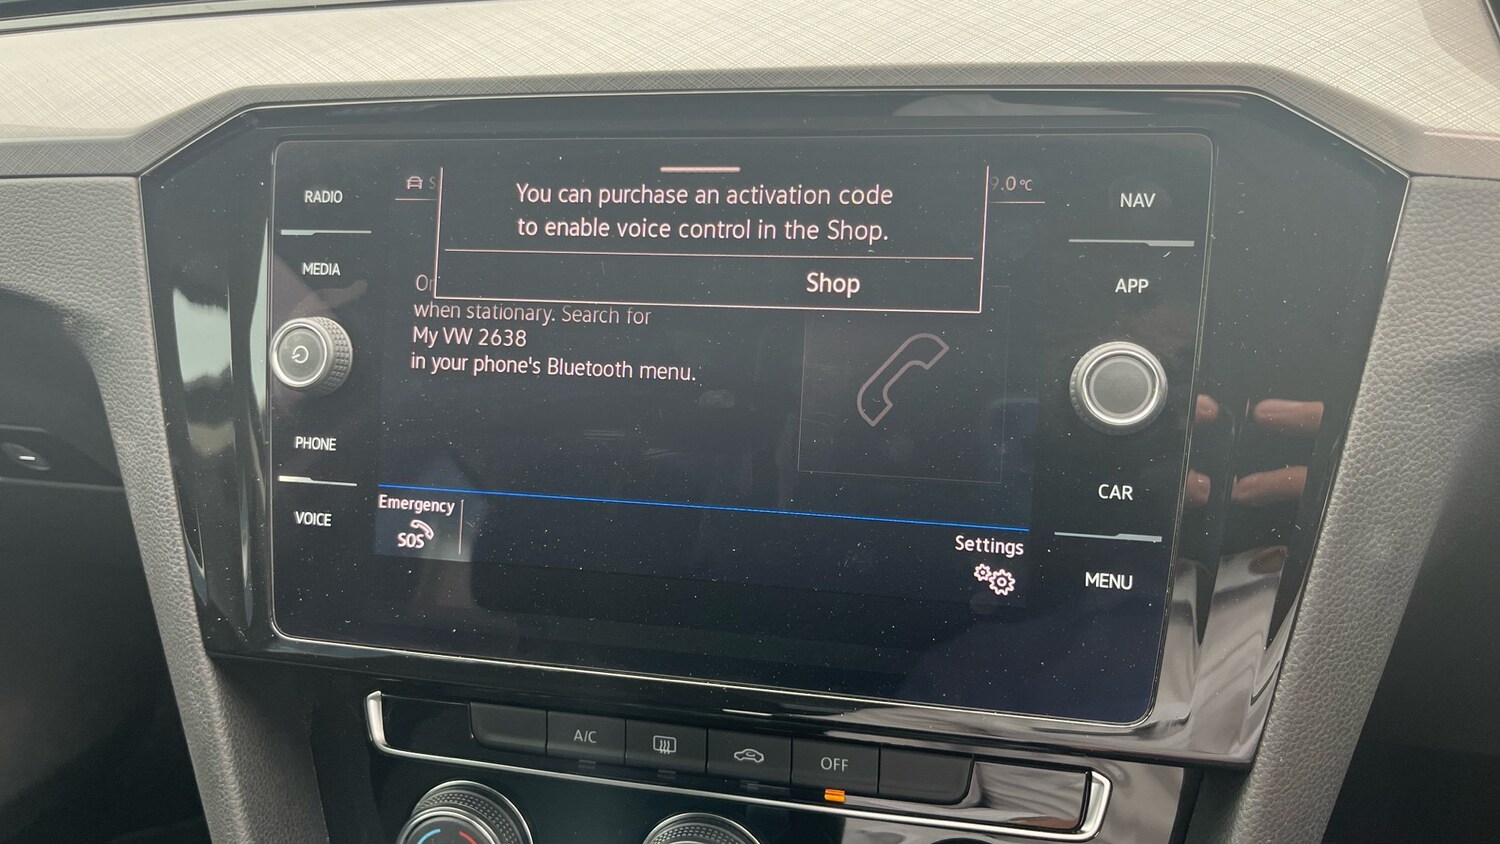 RADIO
MEDIA
PHONE
VOICE
You can purchase an activation code
to enable voice control in the Shop.
Shop
9.0 °C
when stationary. Search for
My VW 2638
in your phone's Bluetooth menu.
Emergency
SOS
Settings
NAV
APP
CAR
MENU
A/C
OFF